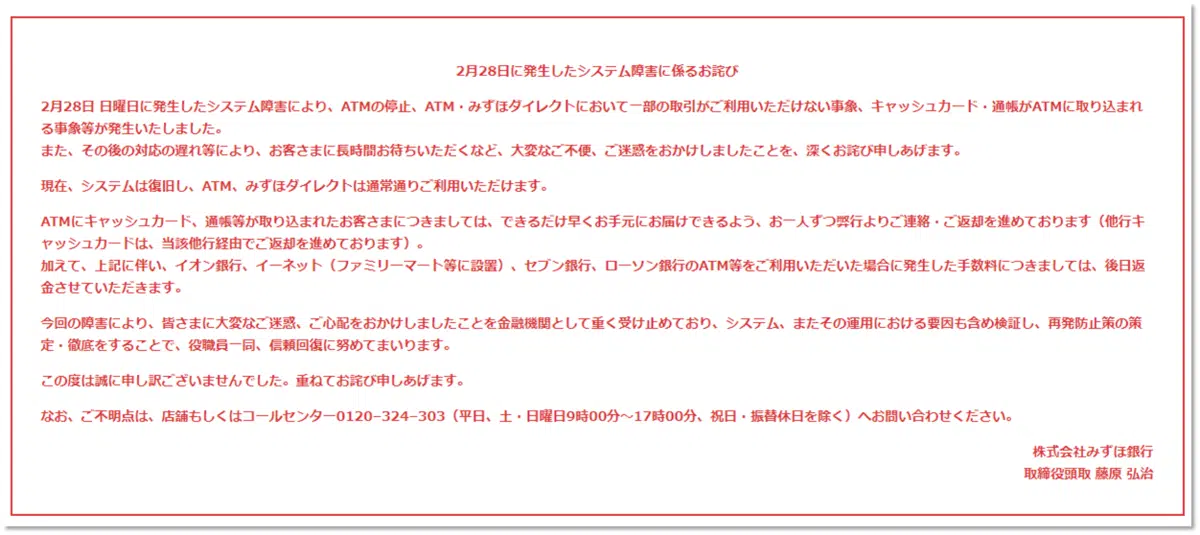 2月28日に発生したシステム障害に係るお詫び
2月28日 日曜日に発生したシステム障害により、ATMの停止、ATM・みずほダイレクトにおいて一部の取引がご利用いただけない事象、キャッシュカード・通帳がATMに取り込まれ
る事象等が発生いたしました。
また、その後の対応の遅れ等により、お客さまに長時間お待ちいただくなど、大変なご不便、ご迷惑をおかけしましたことを、深くお詫び申しあげます。
現在、システムは復旧し、ATM、みずほダイレクトは通常通りご利用いただけます。
ATMにキャッシュカード、通帳等が取り込まれたお客さまにつきましては、できるだけ早くお手元にお届けできるよう、お一人ずつ弊行よりご連絡・ご返却を進めております（他行キ
ャッシュカードは、当該他行経由でご返却を進めております）。
加えて、上記に伴い、イオン銀行、イーネット（ファミリーマート等に設置）、セブン銀行、ローソン銀行のATM等をご利用いただいた場合に発生した手数料につきましては、後日返
金させていただきます。
今回の障害により、皆さまに大変なご迷惑、ご心配をおかけしましたことを金融機関として重く受け止めており、システム、またその運用における要因も含め検証し、再発防止策の策
定・徹底をすることで、役職員一同、信頼回復に努めてまいります。
この度は誠に申し訳ございませんでした。重ねてお詫び申しあげます。
なお、ご不明点は、店舗もしくはコールセンター0120−324−303（平日、土・日曜日9時00分～17時00分、祝日・振替休日を除く）へお問い合わせください。
株式会社みずほ銀行
取締役頭取 藤原 弘治